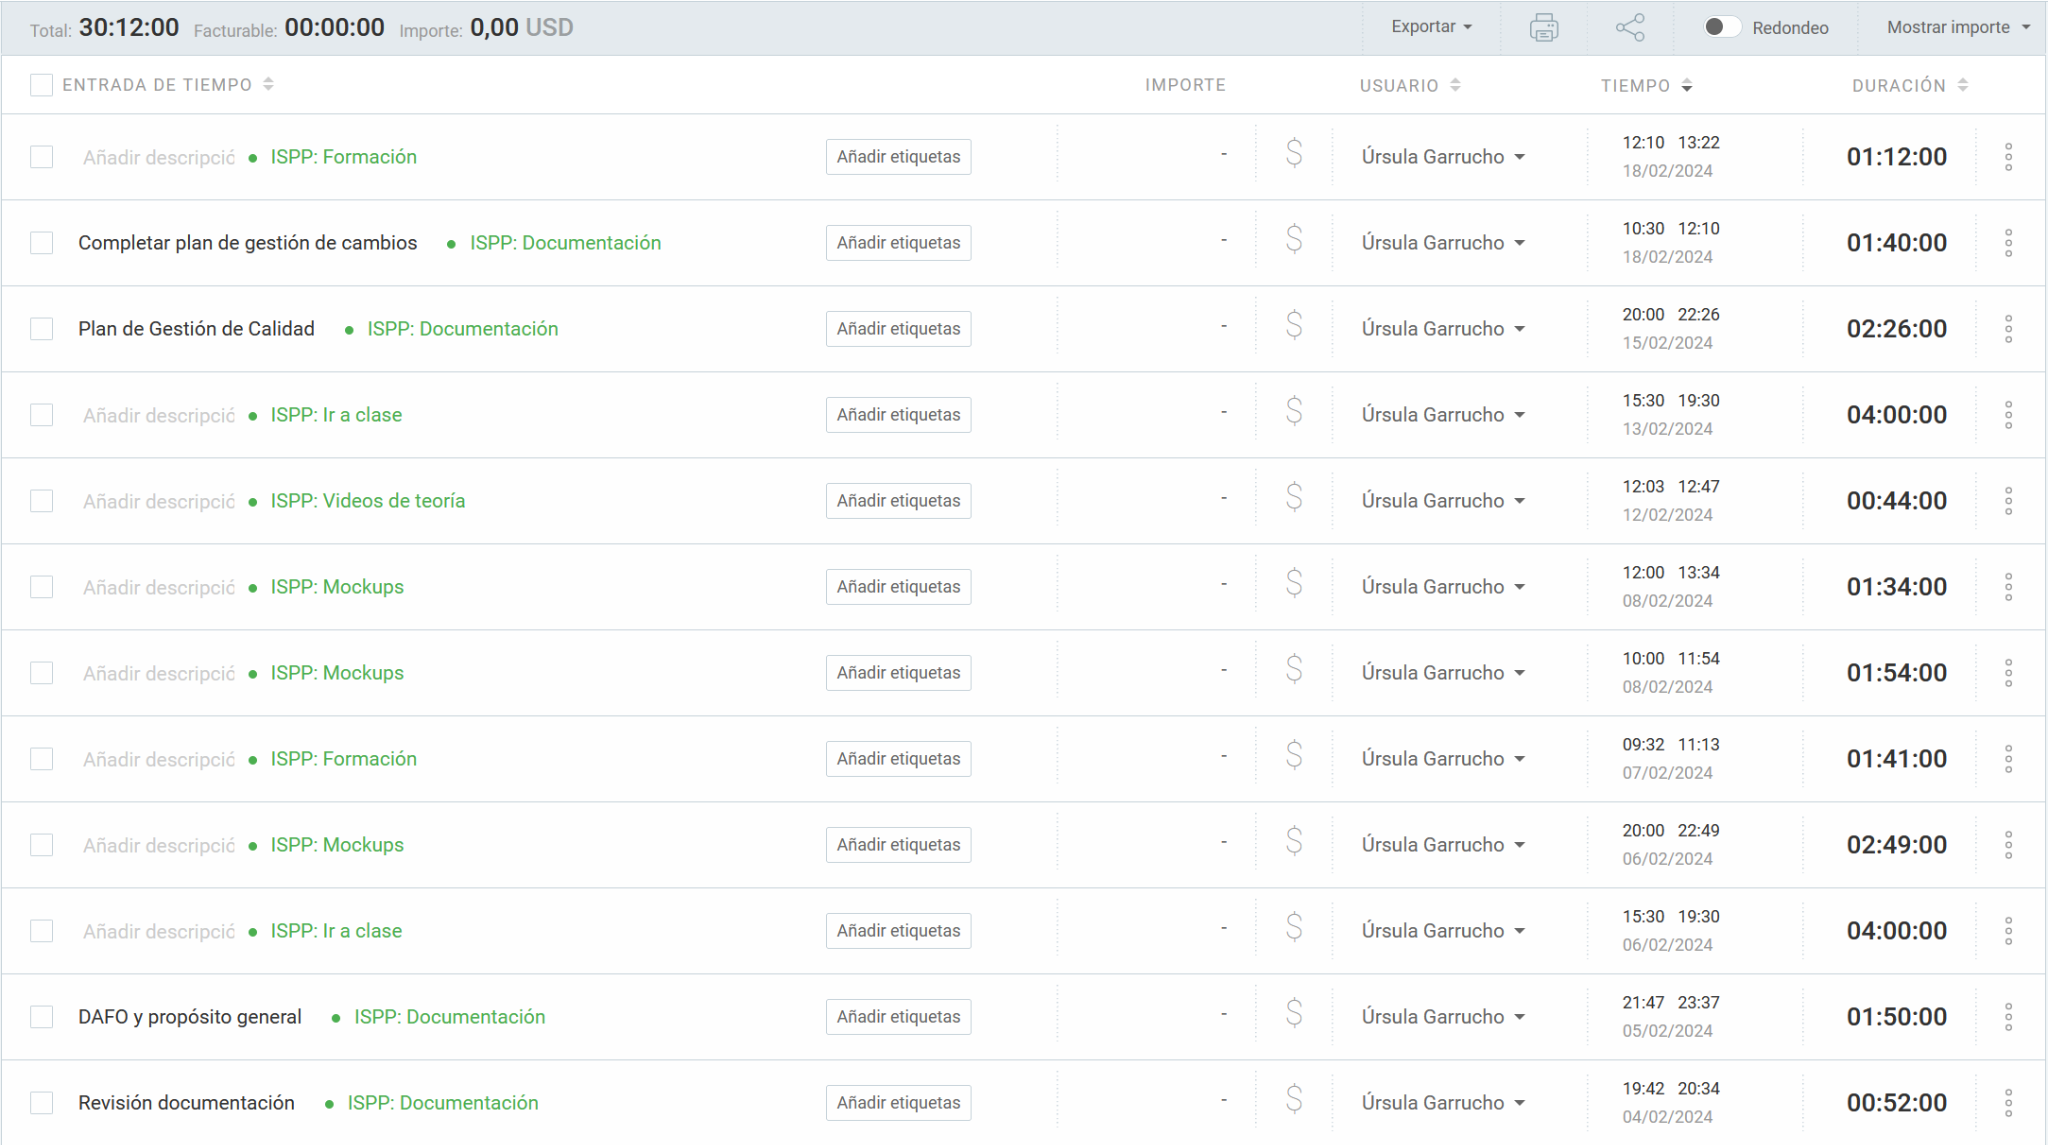 Total: 30:12:00 Facturable: 00:00:00 Importe: 0,00 USD Exportar Redondeo Mostrar importe
ENTRADA DE TIEMPO IMPORTE USUARIO TIEMPO DURACIÓN
Añadir descripció ISPP: Formación Añadir etiquetas - $ Úrsula Garrucho 12:10 13:22 01:12:00
18/02/2024
Completar plan de gestión de cambios ISPP: Documentación Añadir etiquetas - $ Úrsula Garrucho 10:30 12:10 01:40:00
18/02/2024
Plan de Gestión de Calidad ISPP: Documentación Añadir etiquetas - $ Úrsula Garrucho 20:00 22:26 02:26:00
15/02/2024
Añadir descripció ISPP: Ir a clase Añadir etiquetas - $ Úrsula Garrucho 15:30 19:30 04:00:00
13/02/2024
Añadir descripció ISPP: Videos de teoría Añadir etiquetas - $ Úrsula Garrucho 12:03 12:47 00:44:00
12/02/2024
Añadir descripció ISPP: Mockups Añadir etiquetas - $ Úrsula Garrucho 12:00 13:34 01:34:00
08/02/2024
Añadir descripció ISPP: Mockups Añadir etiquetas - $ Úrsula Garrucho 10:00 11:54 01:54:00
08/02/2024
Añadir descripció ISPP: Formación Añadir etiquetas - $ Úrsula Garrucho 09:32 11:13 01:41:00
07/02/2024
Añadir descripció ISPP: Mockups Añadir etiquetas - $ Úrsula Garrucho 20:00 22:49 02:49:00
06/02/2024
Añadir descripció ISPP: Ir a clase Añadir etiquetas - $ Úrsula Garrucho 15:30 19:30 04:00:00
06/02/2024
DAFO y propósito general ISPP: Documentación Añadir etiquetas - $ Úrsula Garrucho 21:47 23:37 01:50:00
05/02/2024
Revisión documentación ISPP: Documentación Añadir etiquetas - $ Úrsula Garrucho 19:42 20:34 00:52:00
04/02/2024